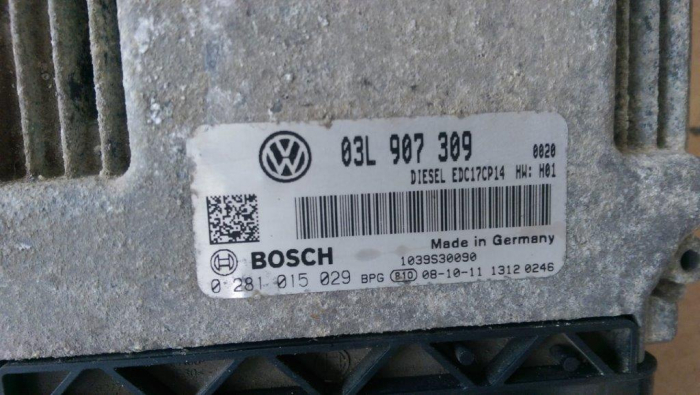 03L 907 309 0020
DIESEL EDC17CP14 HW: H01
Made in Germany
BOSCH 1039S30090
0 281 015 029 BPG B.10 08-10-11 1312 0246